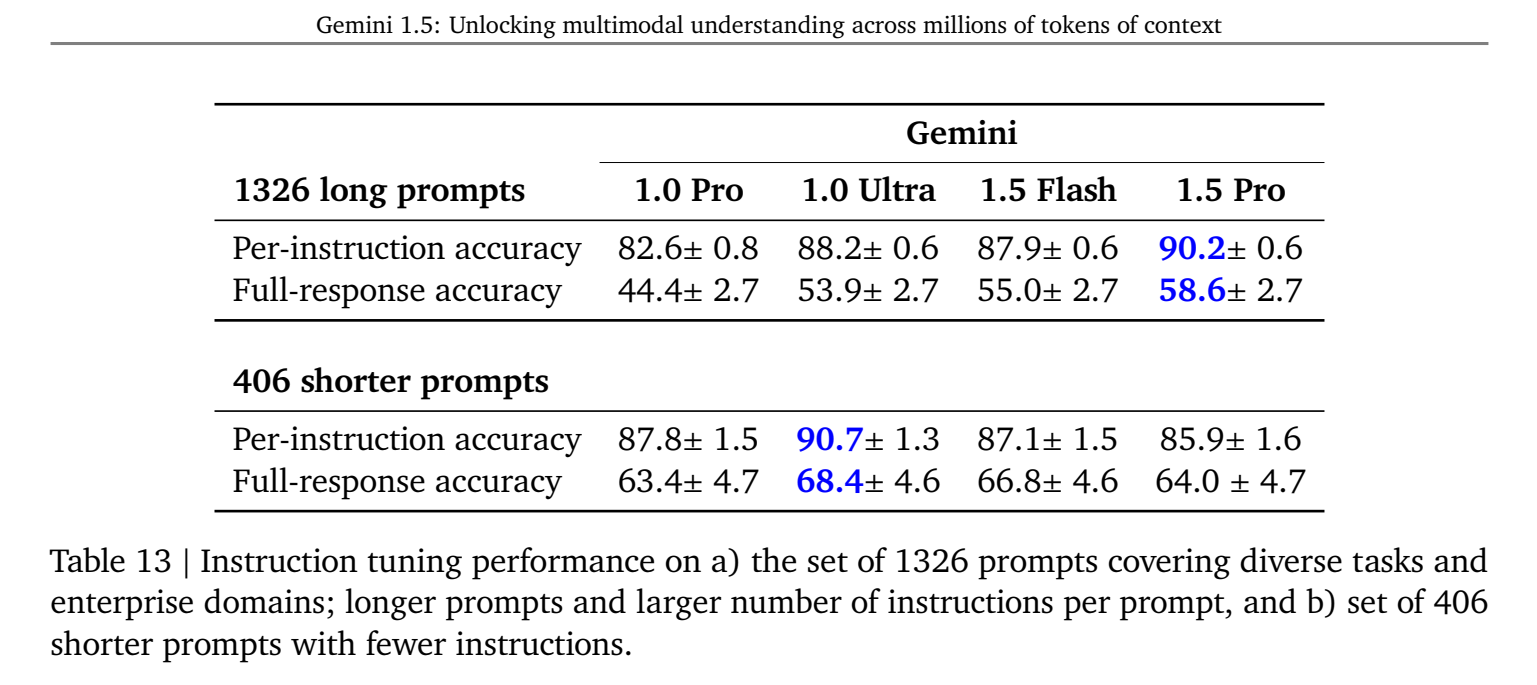 Gemini 1.5: Unlocking multimodal understanding across millions of tokens of context
Gemini
1326 long prompts 1.0 Pro 1.0 Ultra 1.5 Flash 1.5 Pro
Per-instruction accuracy 82.6± 0.8 88.2± 0.6 87.9± 0.6 90.2± 0.6
Full-response accuracy 44.4± 2.7 53.9± 2.7 55.0± 2.7 58.6± 2.7
406 shorter prompts
Per-instruction accuracy 87.8± 1.5 90.7± 1.3 87.1± 1.5 85.9± 1.6
Full-response accuracy 63.4± 4.7 68.4± 4.6 66.8± 4.6 64.0 ± 4.7
Table 13 | Instruction tuning performance on a) the set of 1326 prompts covering diverse tasks and
enterprise domains; longer prompts and larger number of instructions per prompt, and b) set of 406
shorter prompts with fewer instructions.